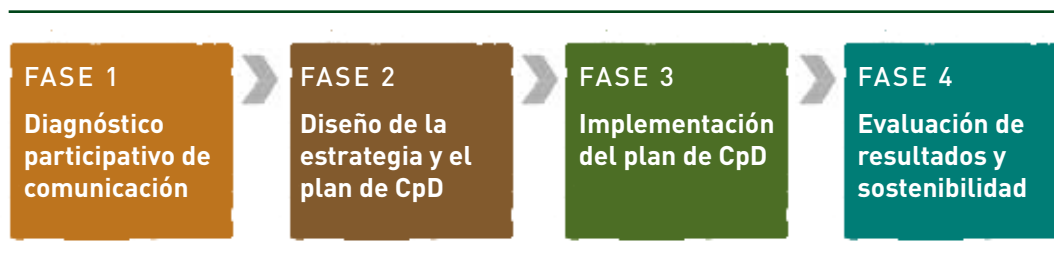 FASE 1
Diagnóstico
participativo de
comunicación
FASE 2
Diseño de la
estrategia y el
plan de CpD
FASE 3
Implementación
del plan de CpD
FASE 4
Evaluación de
resultados y
sostenibilidad